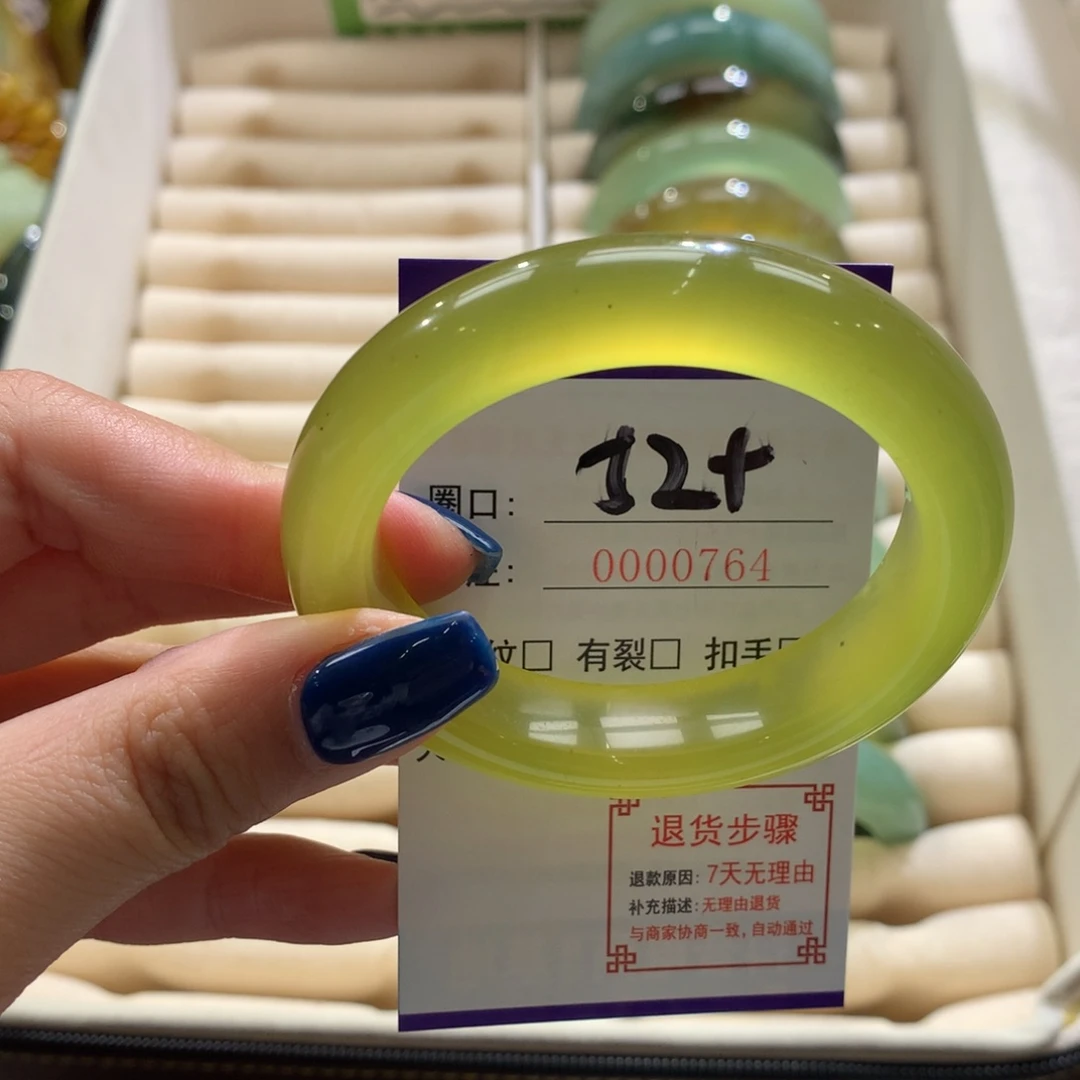 圈口: 52+
注: 0000764
纹□ 有裂□ 扣手□
退货步骤
退款原因: 7天无理由
补充描述: 无理由退货
与商家协商一致, 自动通过